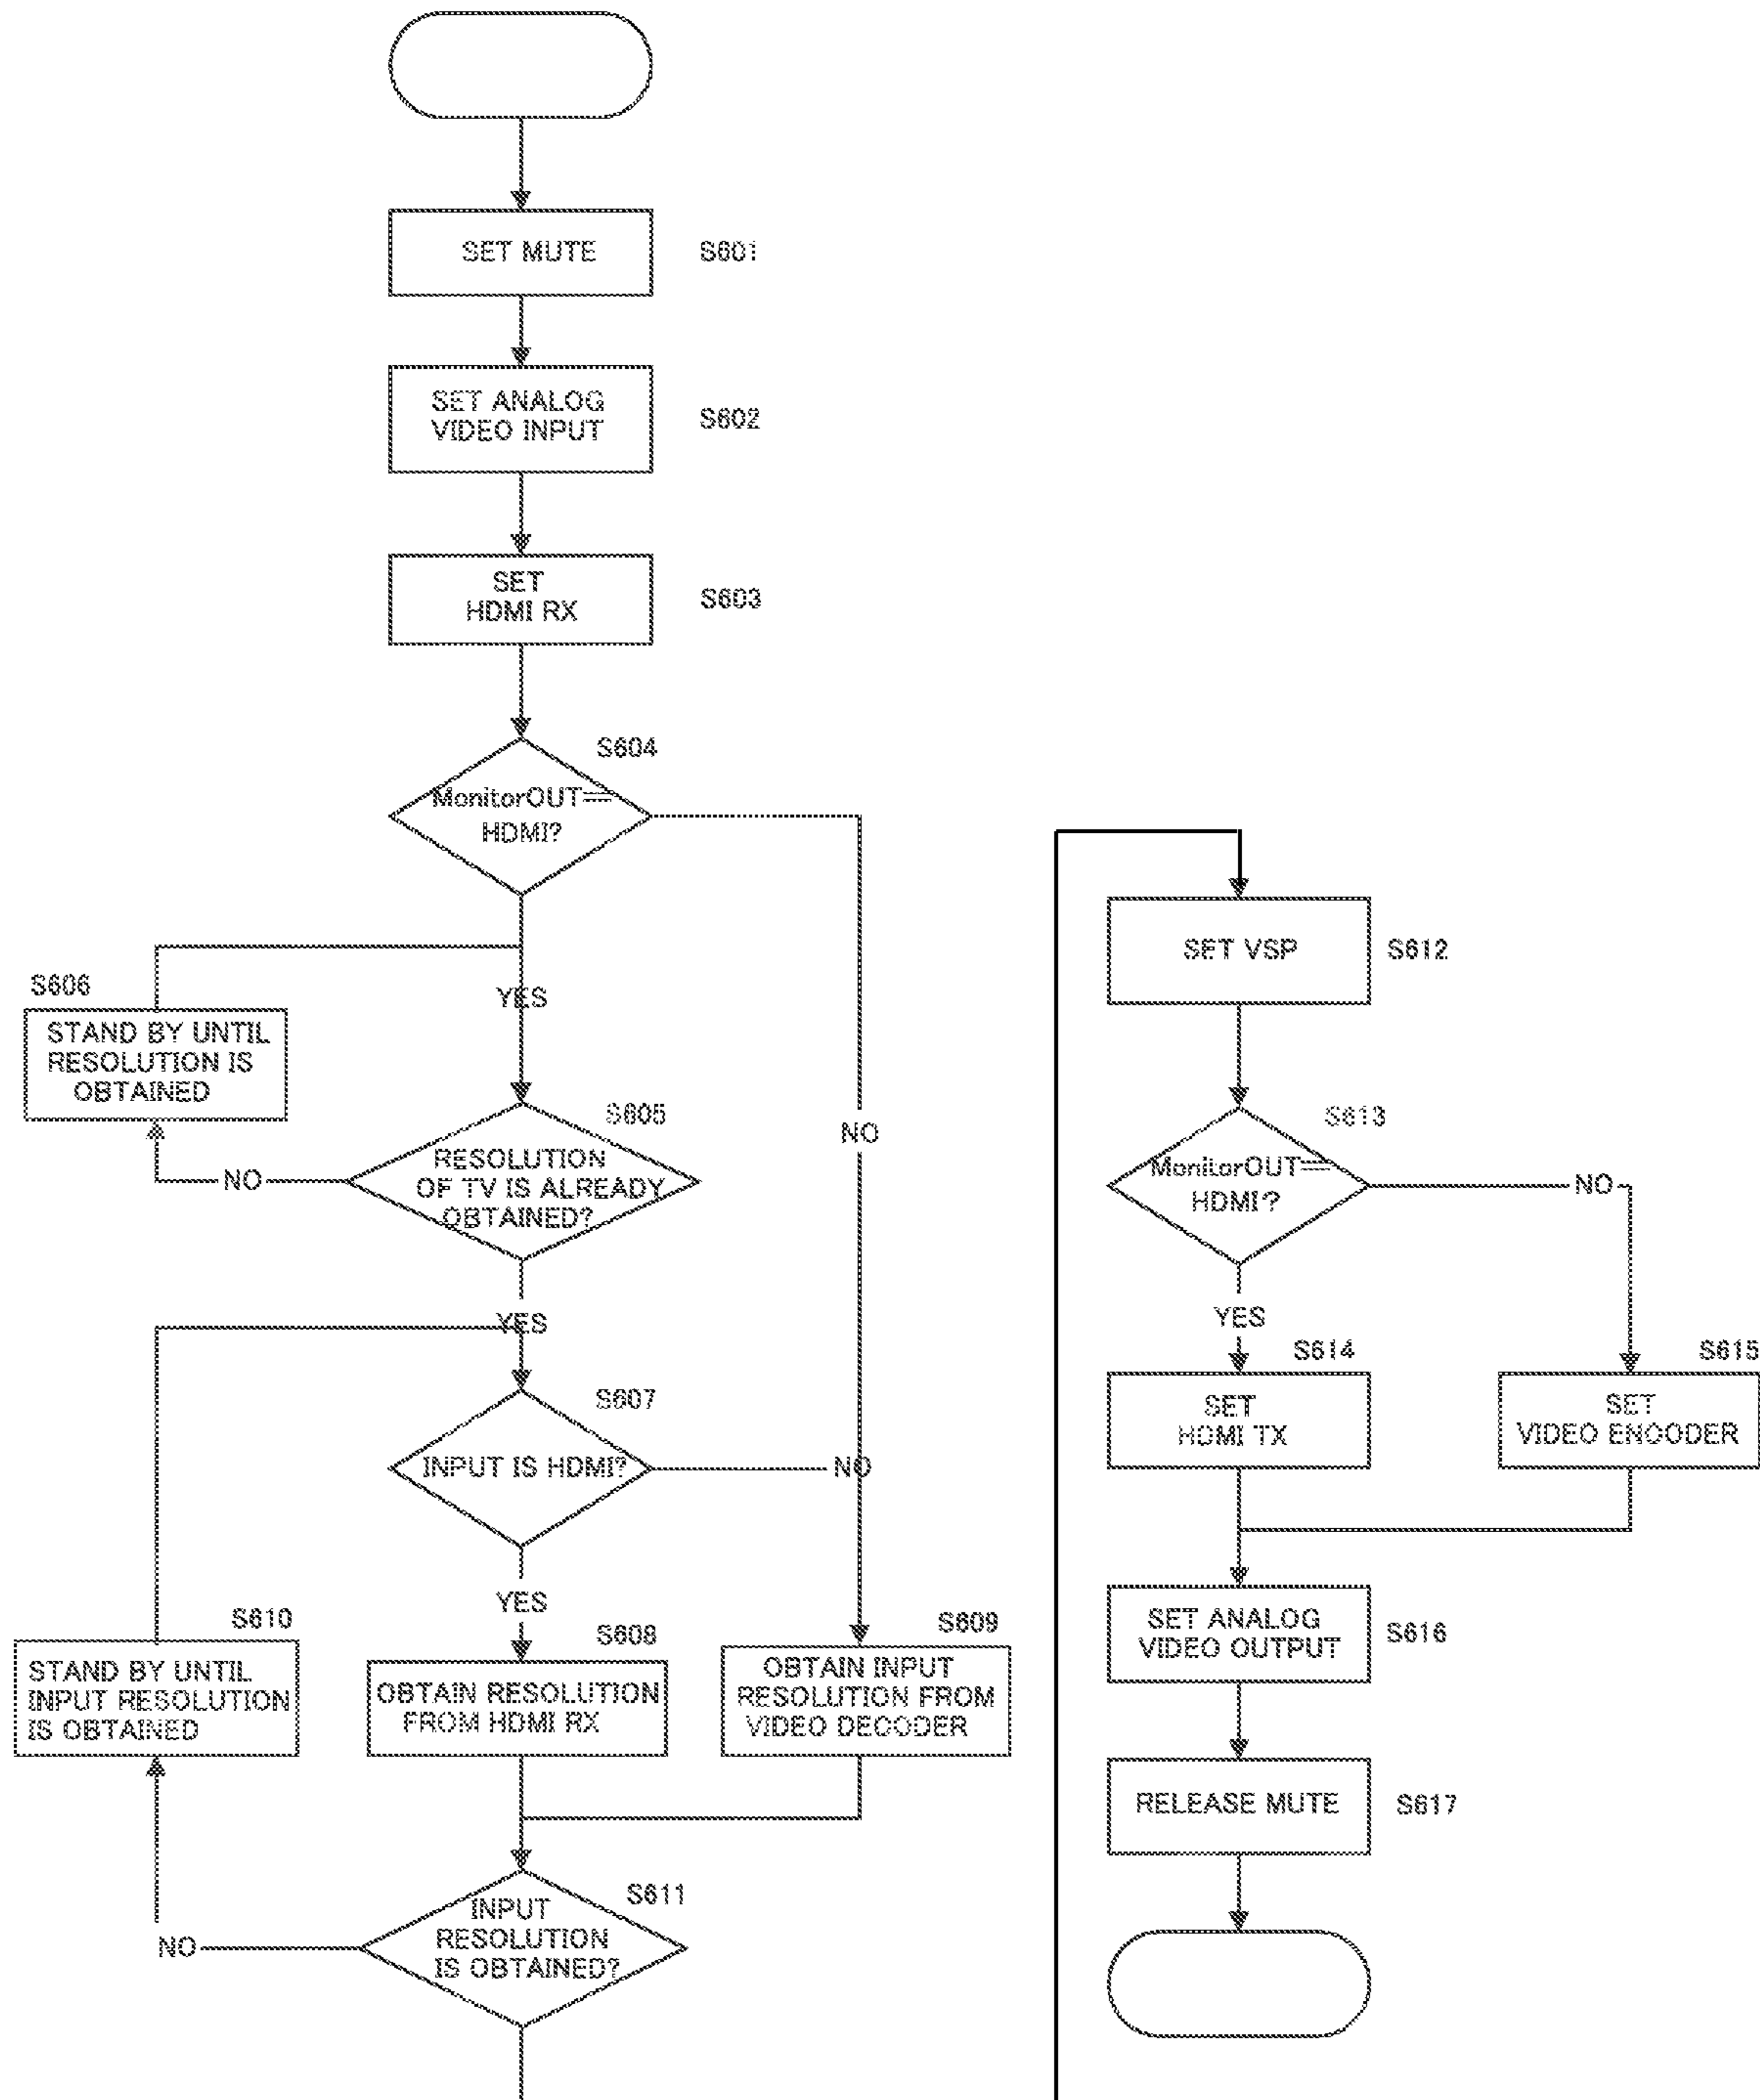 SET MUTE
S601
SET ANALOG
VIDEO INPUT
S602
SET
HDMI RX
S603
S604
MonitorOUT==
HDMI?
YES
NO
S606
STAND BY UNTIL
RESOLUTION IS
OBTAINED
S605
RESOLUTION
OF TV IS ALREADY
OBTAINED?
NO
YES
S607
INPUT IS HDMI?
NO
YES
S610
STAND BY UNTIL
INPUT RESOLUTION
IS OBTAINED
S608
OBTAIN RESOLUTION
FROM HDMI RX
S609
OBTAIN INPUT
RESOLUTION FROM
VIDEO DECODER
S611
INPUT
RESOLUTION
IS OBTAINED?
NO
SET VSP
S612
S613
MonitorOUT==
HDMI?
NO
YES
S614
SET
HDMI TX
S615
SET
VIDEO ENCODER
SET ANALOG
VIDEO OUTPUT
S616
RELEASE MUTE
S617